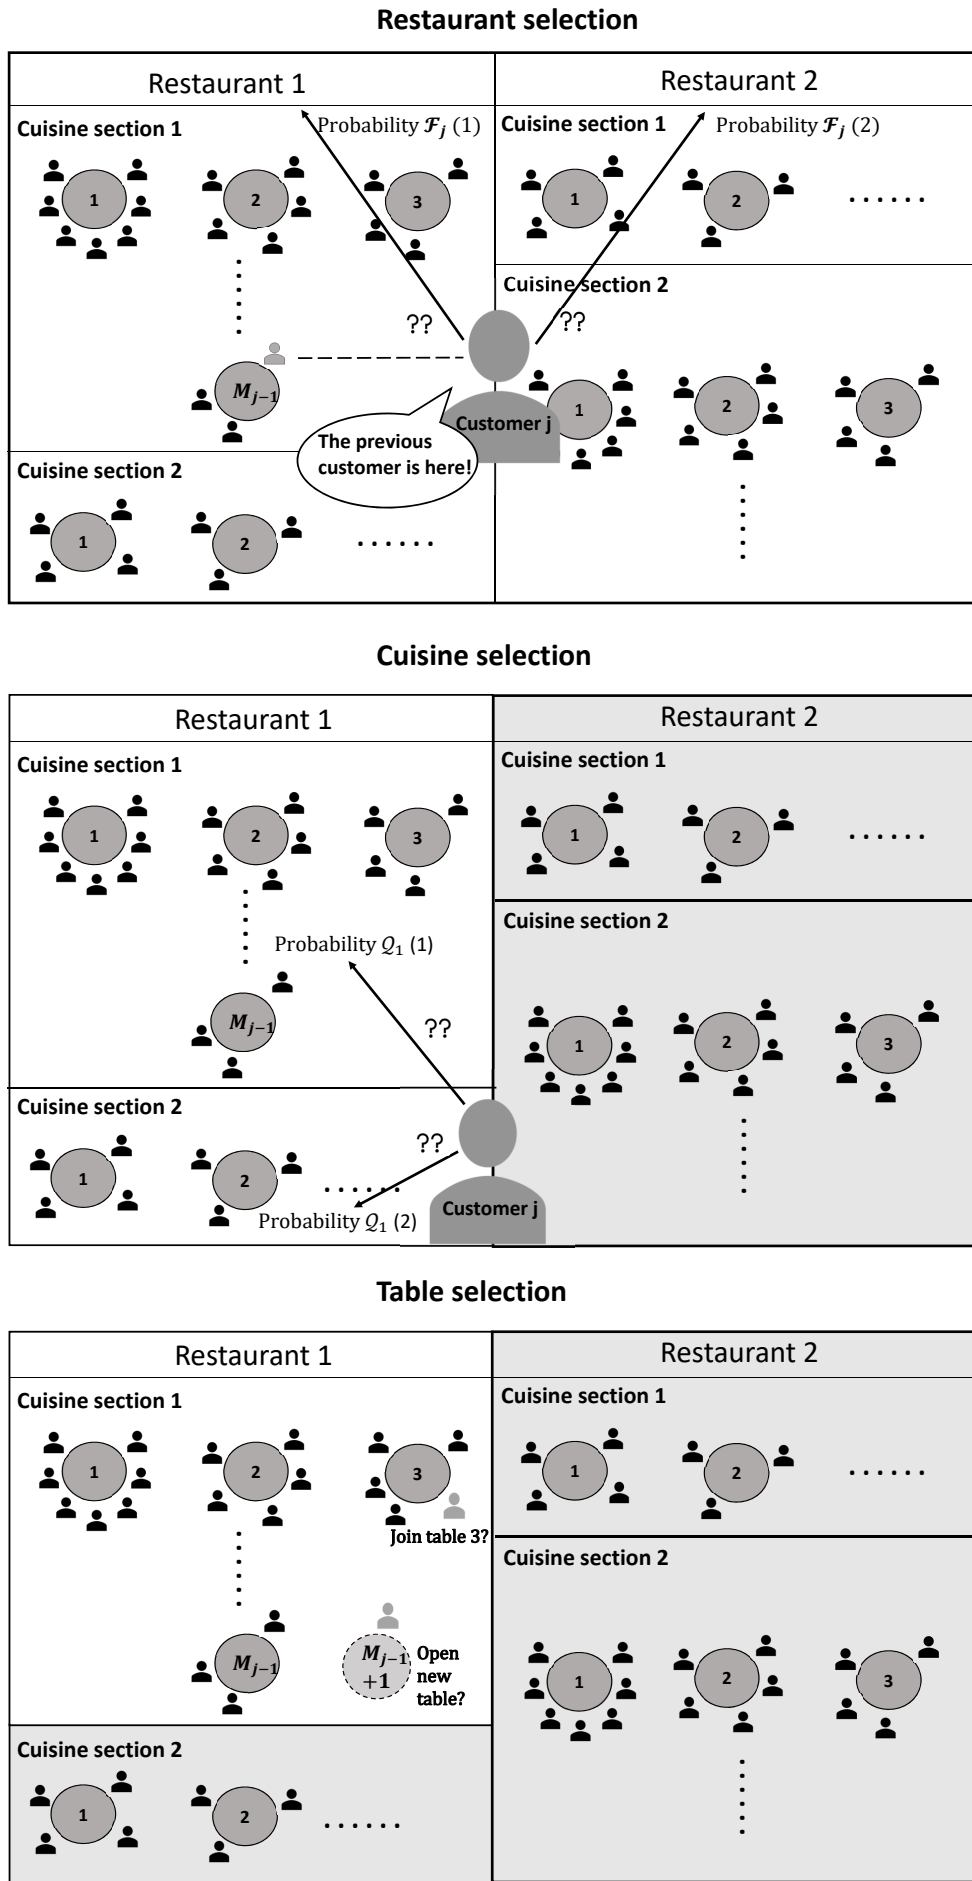 Restaurant selection
Restaurant 1
Restaurant 2
Cuisine section 1
Probability 𝓕ⱼ (1)
Cuisine section 1
Probability 𝓕ⱼ (2)
1
2
3
1
2
......
Cuisine section 2
??
??
M_{j−1}
1
2
3
Customer j
The previous
customer is here!
Cuisine section 2
1
2
......
Cuisine selection
Restaurant 1
Restaurant 2
Cuisine section 1
Cuisine section 1
1
2
3
1
2
......
Cuisine section 2
Probability 𝒬₁ (1)
M_{j−1}
??
1
2
3
Cuisine section 2
??
1
2
......
Probability 𝒬₁ (2)
Customer j
Table selection
Restaurant 1
Restaurant 2
Cuisine section 1
Cuisine section 1
1
2
3
1
2
......
Join table 3?
Cuisine section 2
M_{j−1}
M_{j−1}
+1
Open
new
table?
1
2
3
Cuisine section 2
1
2
......